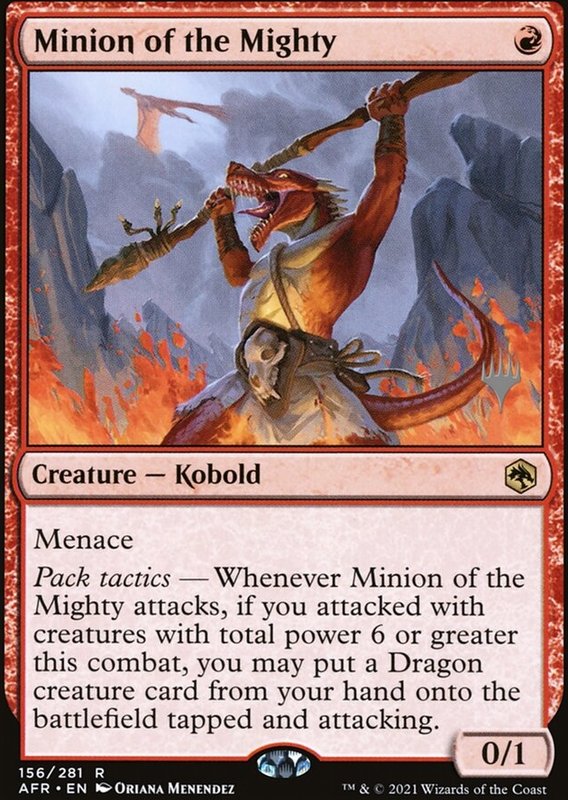 Minion of the Mighty
Creature — Kobold
Menace
Pack tactics — Whenever Minion of the
Mighty attacks, if you attacked with
creatures with total power 6 or greater
this combat, you may put a Dragon
creature card from your hand onto the
battlefield tapped and attacking.
0/1
156/281 R
AFR • EN Oriana Menendez
™ & © 2021 Wizards of the Coast